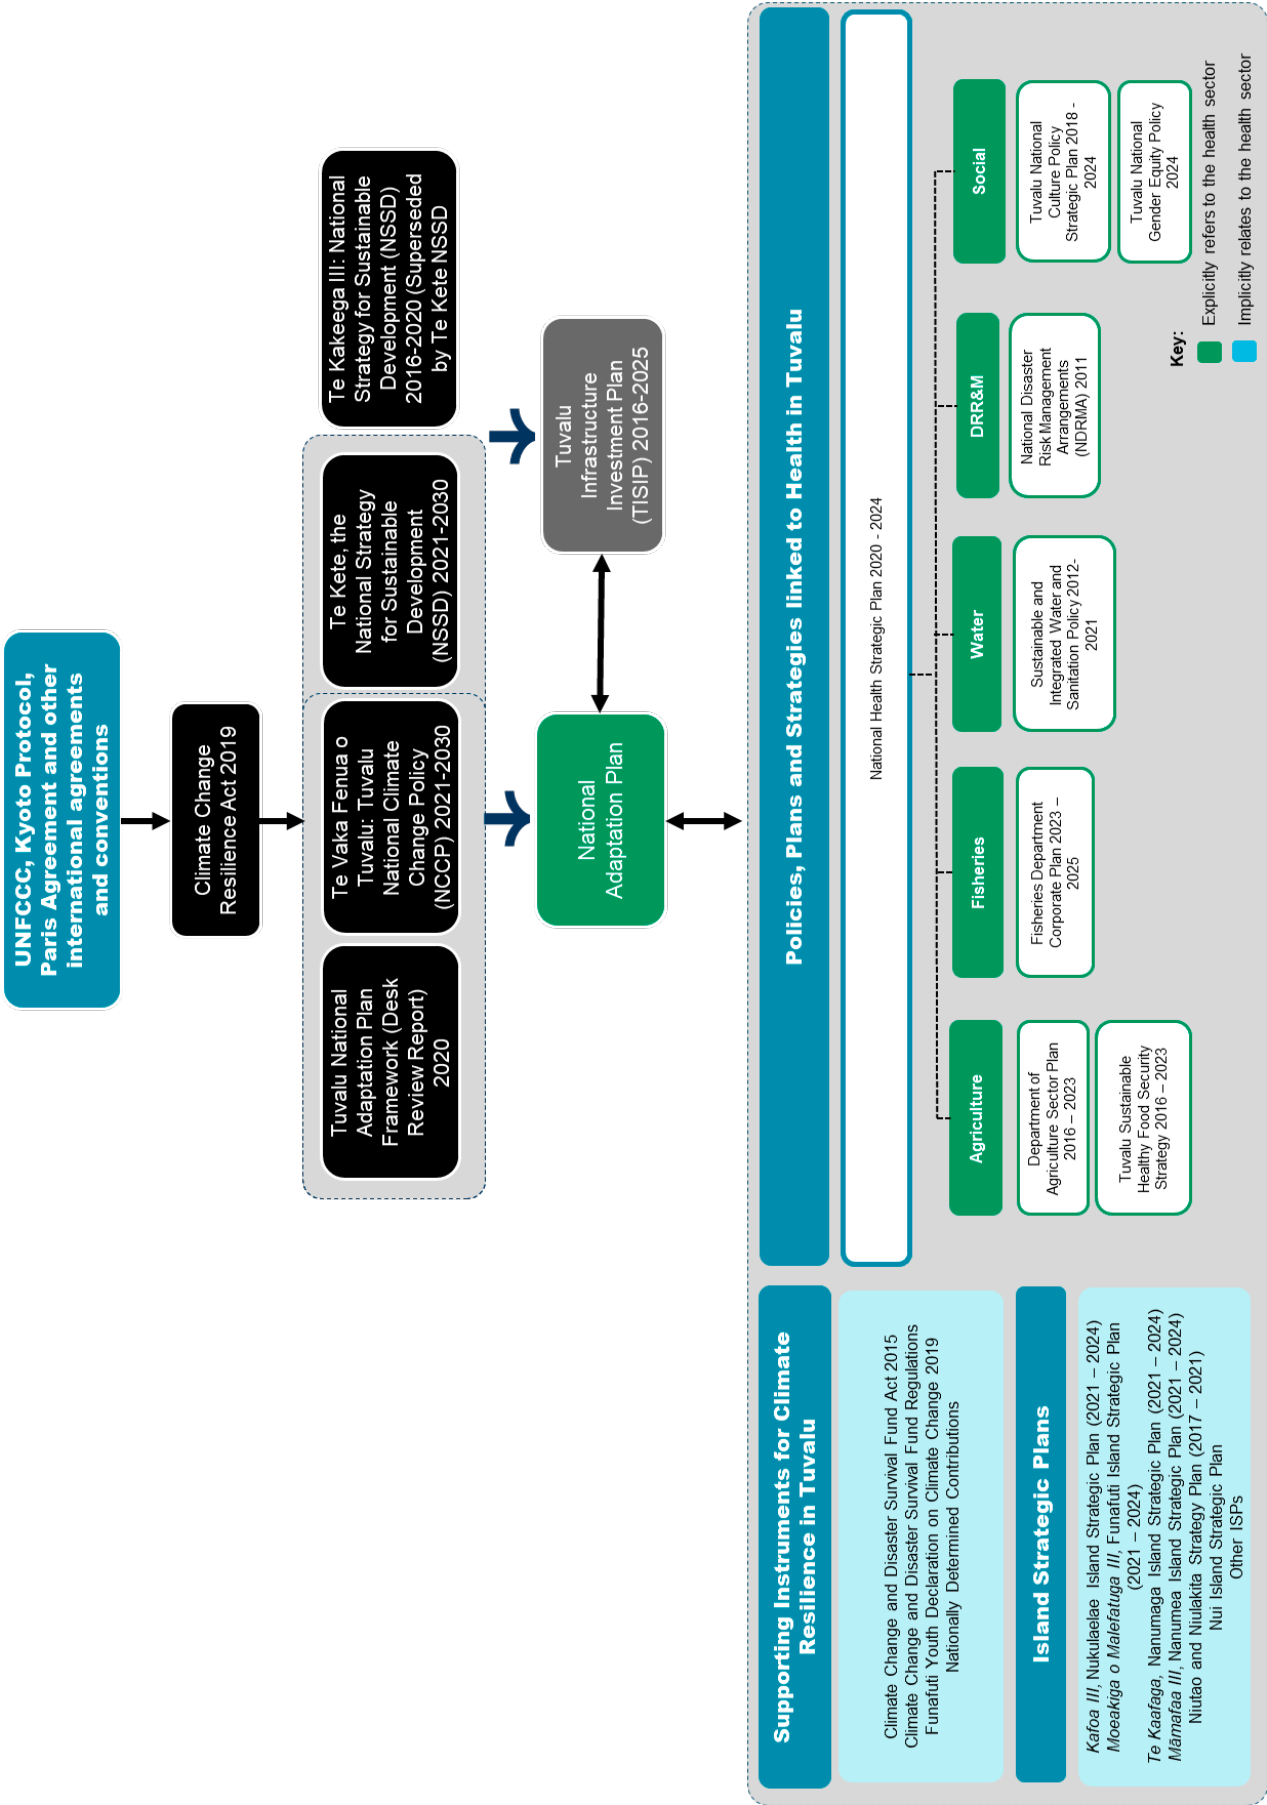 UNFCCC, Kyoto Protocol,
Paris Agreement and other
international agreements
and conventions
Climate Change
Resilience Act 2019
Tuvalu National
Adaptation Plan
Framework (Desk
Review Report)
2020
Te Vaka Fenua o
Tuvalu: Tuvalu
National Climate
Change Policy
(NCCP) 2021-2030
Te Kete, the
National Strategy
for Sustainable
Development
(NSSD) 2021-2030
Te Kakeega III: National
Strategy for Sustainable
Development (NSSD)
2016-2020 (Superseded
by Te Kete NSSD
National
Adaptation Plan
Tuvalu
Infrastructure
Investment Plan
(TISIP) 2016-2025
Supporting Instruments for Climate
Resilience in Tuvalu
Climate Change and Disaster Survival Fund Act 2015
Climate Change and Disaster Survival Fund Regulations
Funafuti Youth Declaration on Climate Change 2019
Nationally Determined Contributions
Island Strategic Plans
Kafoa III, Nukulaelae Island Strategic Plan (2021 – 2024)
Moeakiga o Malefatuga III, Funafuti Island Strategic Plan
(2021 – 2024)
Te Kaafaga, Nanumaga Island Strategic Plan (2021 – 2024)
Māmafaa III, Nanumea Island Strategic Plan (2021 – 2024)
Niutao and Niulakita Strategy Plan (2017 – 2021)
Nui Island Strategic Plan
Other ISPs
Policies, Plans and Strategies linked to Health in Tuvalu
National Health Strategic Plan 2020 - 2024
Agriculture
Department of
Agriculture Sector Plan
2016 – 2023
Tuvalu Sustainable
Healthy Food Security
Strategy 2016 – 2023
Fisheries
Fisheries Department
Corporate Plan 2023 –
2025
Water
Sustainable and
Integrated Water and
Sanitation Policy 2012-
2021
DRR&M
National Disaster
Risk Management
Arrangements
(NDRMA) 2011
Social
Tuvalu National
Culture Policy
Strategic Plan 2018 -
2024
Tuvalu National
Gender Equity Policy
2024
Key:
Explicitly refers to the health sector
Implicitly relates to the health sector